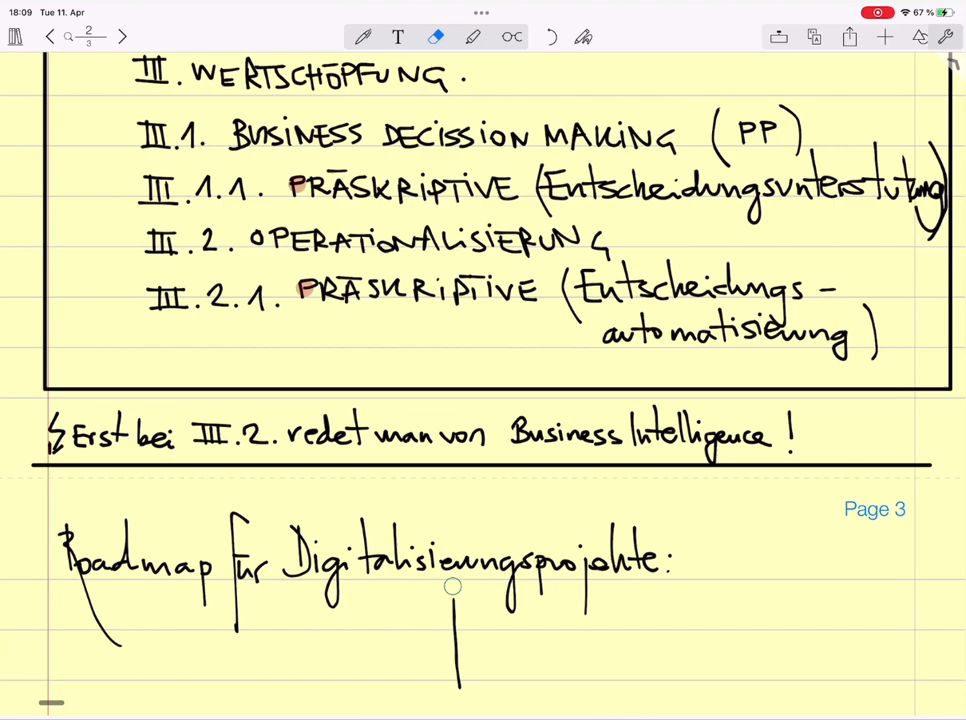 18:09 Tue 11. Apr
67 %
2
3
T
III. WERTSCHÖPFUNG.
III.1. BUSINESS DECISSION MAKING (PP)
III.1.1. PRÄSKRIPTIVE (Entscheidungsunterstutung)
III.2. OPERATIONALISIERUNG
III.2.1. PRÄSKRIPTIVE (Entscheidungs-
automatisierung)
Erst bei III.2. redet man von Business Intelligence!
Page 3
Roadmap für Digitalisierungsprojekte: